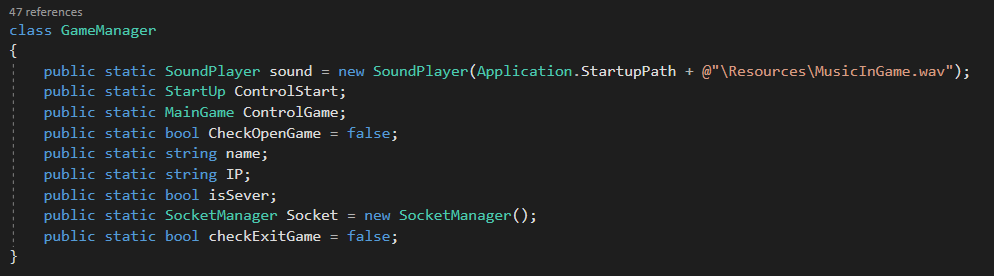 47 references
class GameManager
{
public static SoundPlayer sound = new SoundPlayer(Application.StartupPath + @"\Resources\MusicInGame.wav");
public static StartUp ControlStart;
public static MainGame ControlGame;
public static bool CheckOpenGame = false;
public static string name;
public static string IP;
public static bool isSever;
public static SocketManager Socket = new SocketManager();
public static bool checkExitGame = false;
}